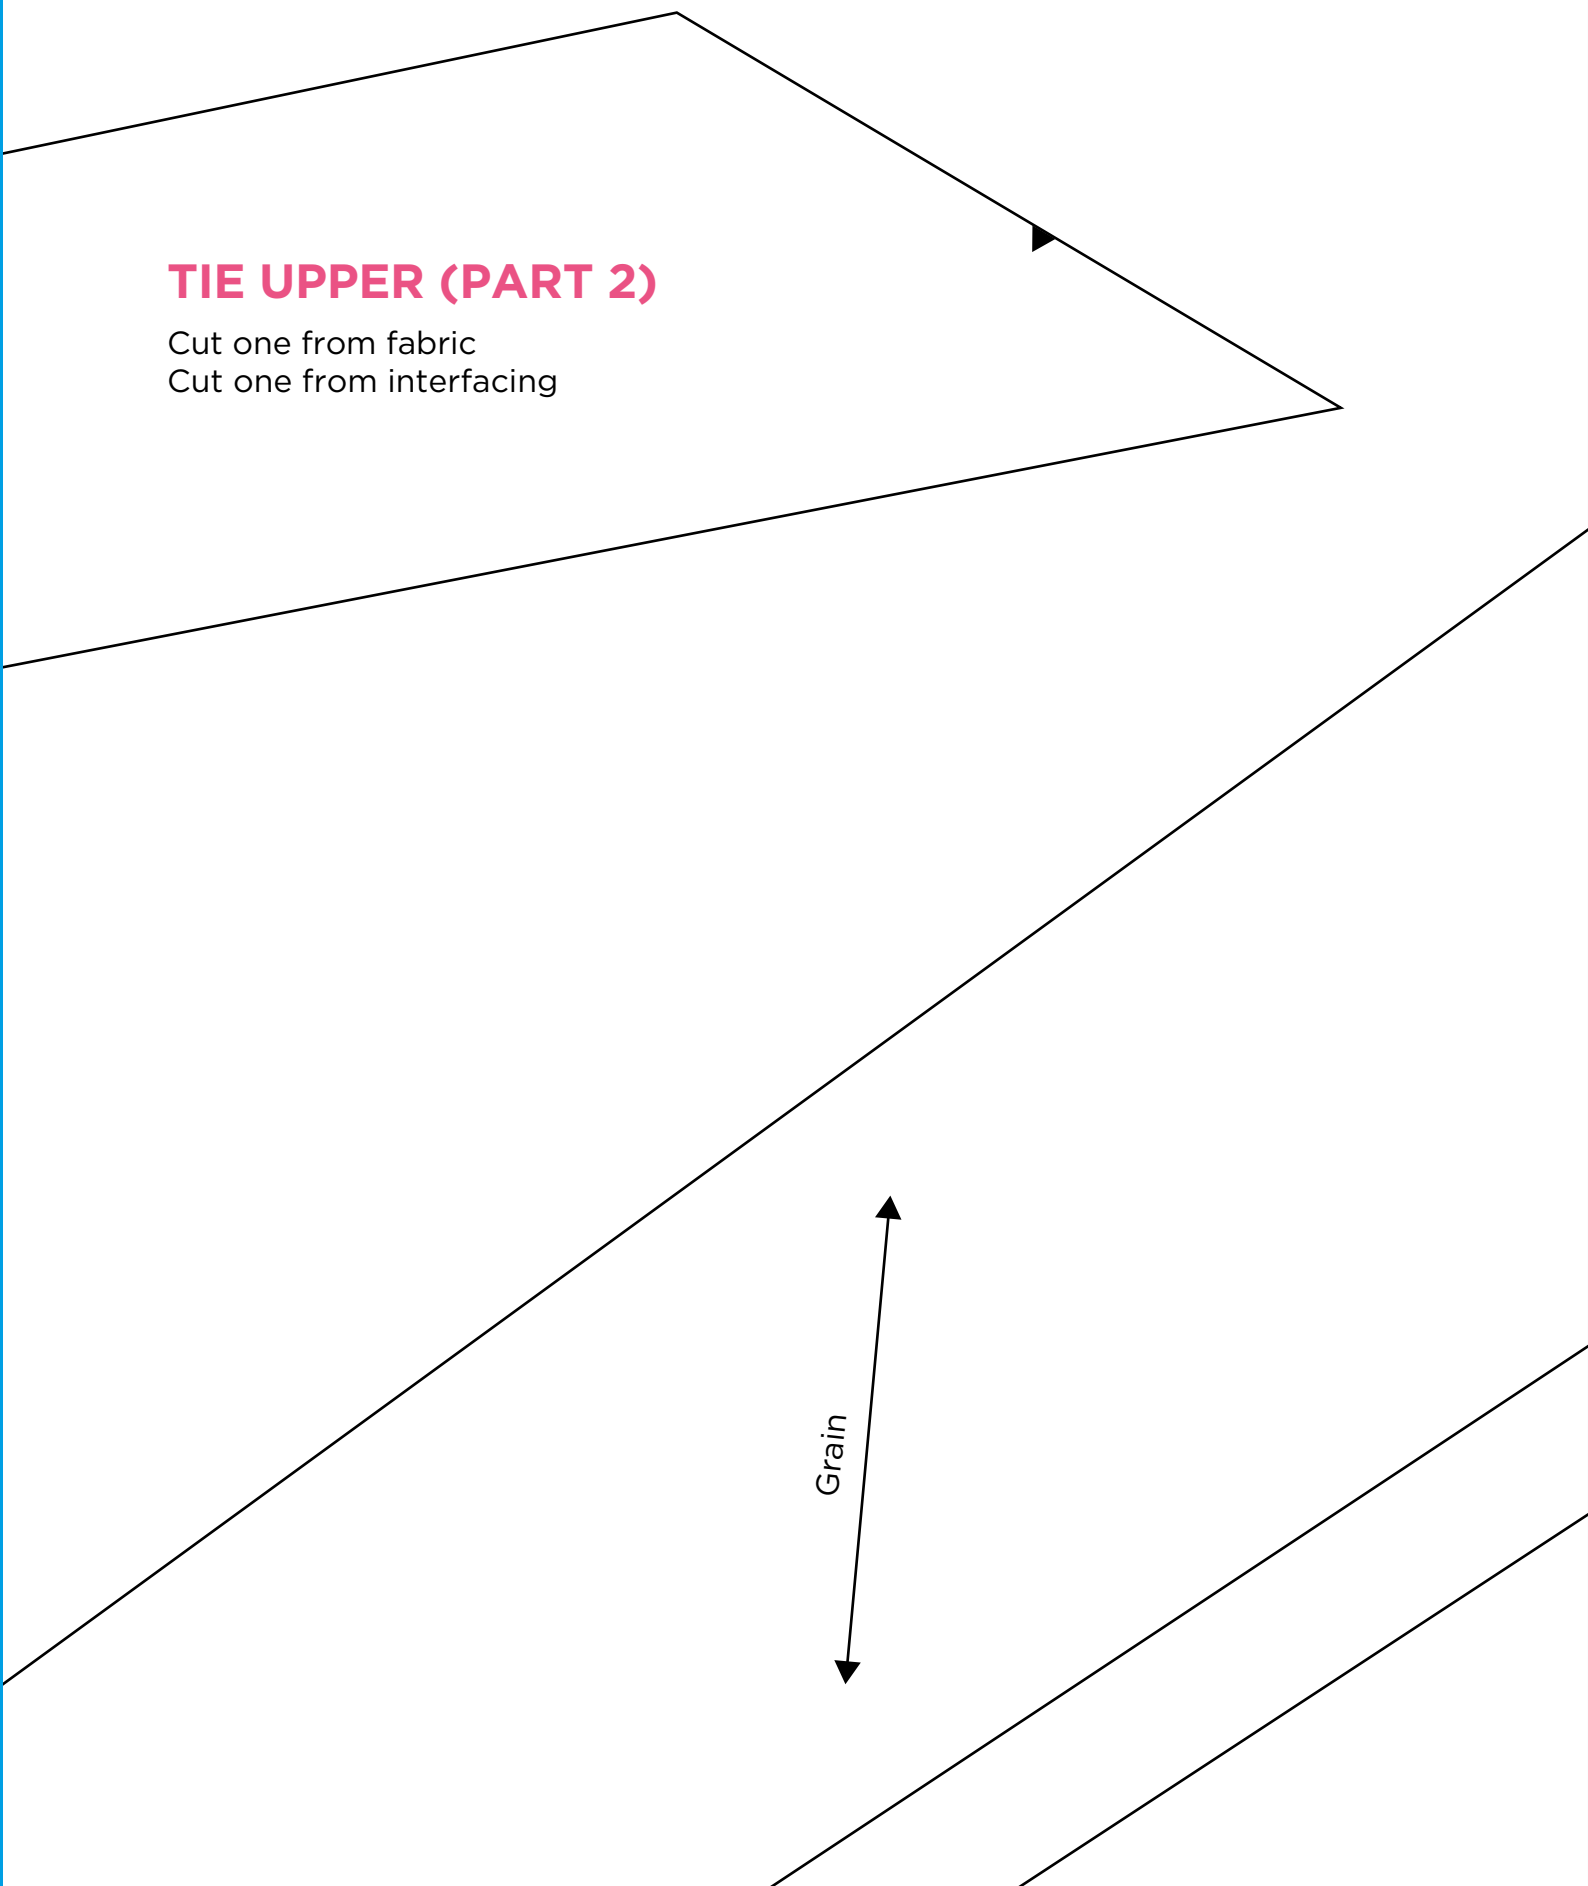 TIE UPPER (PART 2)
Cut one from fabric
Cut one from interfacing
Grain